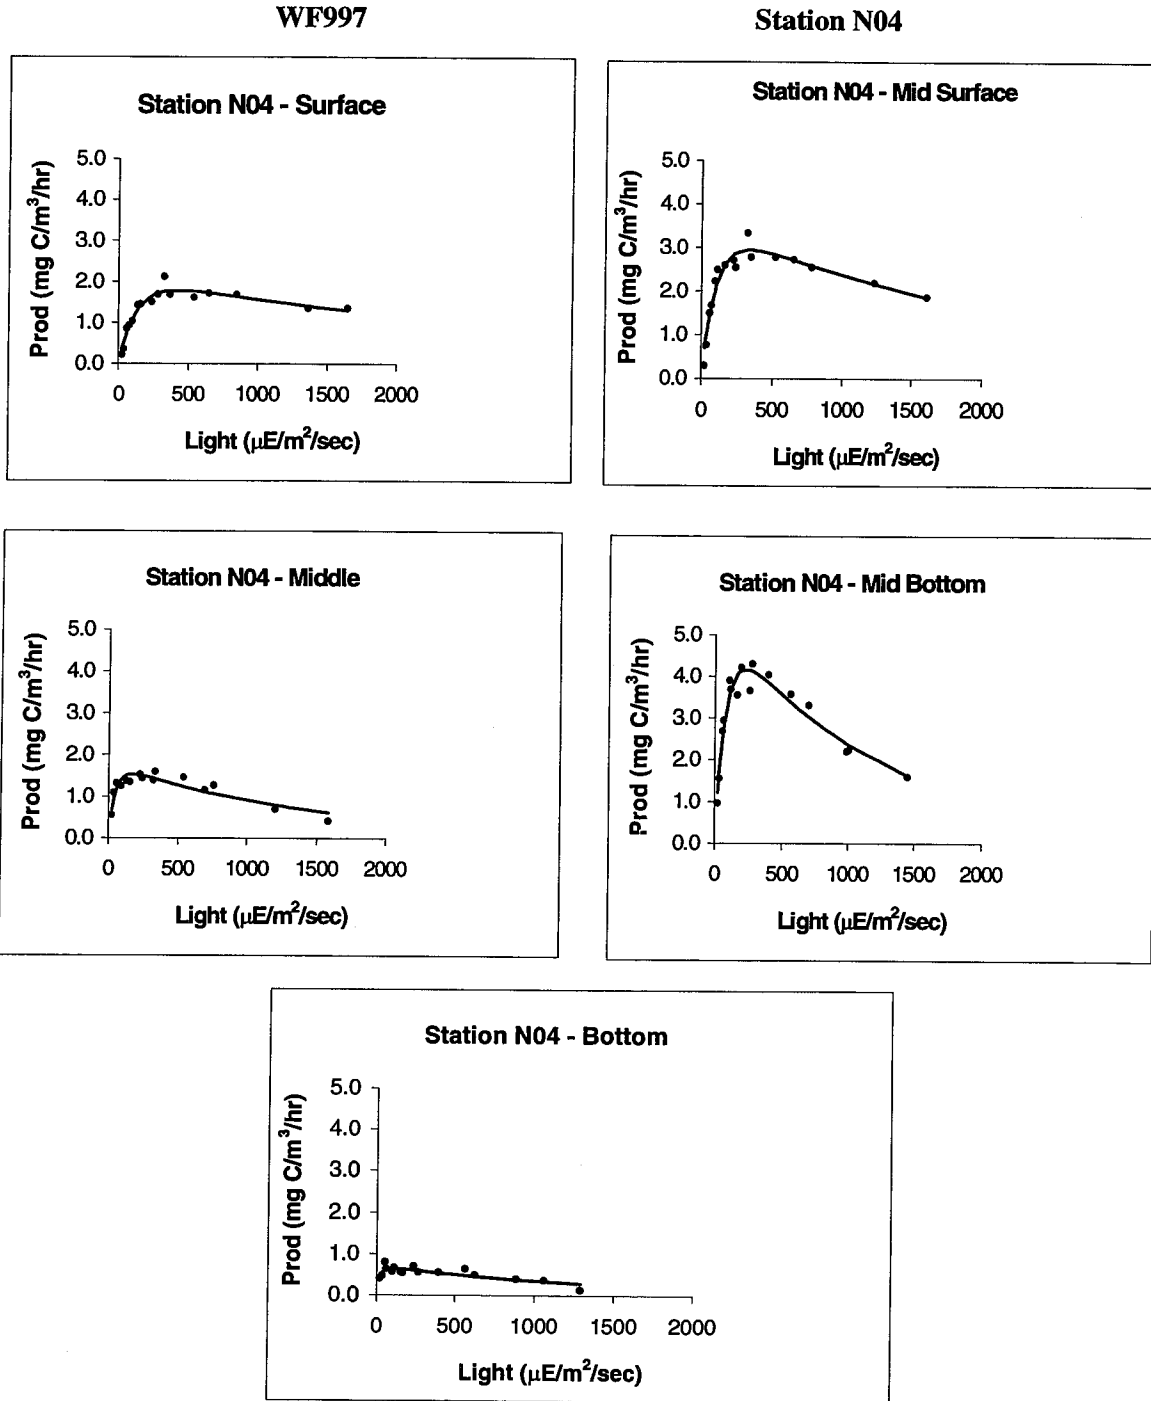 WF997 Station N04
Station N04 - Surface
Prod (mg C/m³/hr)
5.0
4.0
3.0
2.0
1.0
0.0
0 500 1000 1500 2000
Light (µE/m²/sec)
Station N04 - Mid Surface
Prod (mg C/m³/hr)
5.0
4.0
3.0
2.0
1.0
0.0
0 500 1000 1500 2000
Light (µE/m²/sec)
Station N04 - Middle
Prod (mg C/m³/hr)
5.0
4.0
3.0
2.0
1.0
0.0
0 500 1000 1500 2000
Light (µE/m²/sec)
Station N04 - Mid Bottom
Prod (mg C/m³/hr)
5.0
4.0
3.0
2.0
1.0
0.0
0 500 1000 1500 2000
Light (µE/m²/sec)
Station N04 - Bottom
Prod (mg C/m³/hr)
5.0
4.0
3.0
2.0
1.0
0.0
0 500 1000 1500 2000
Light (µE/m²/sec)